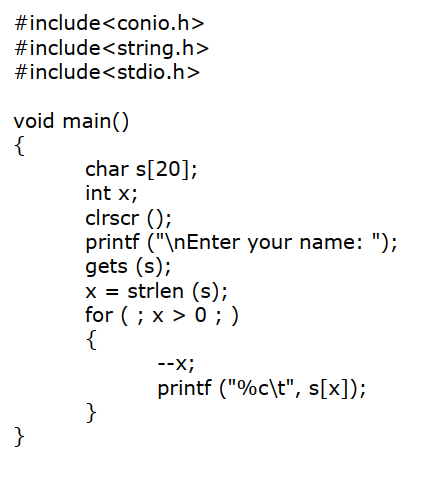 #include<conio.h>
#include<string.h>
#include<stdio.h>
void main()
{
char s[20];
int x;
clrscr ();
printf ("\nEnter your name: ");
gets (s);
x = strlen (s);
for ( ; x > 0 ; )
{
--x;
printf ("%c\t", s[x]);
}
}